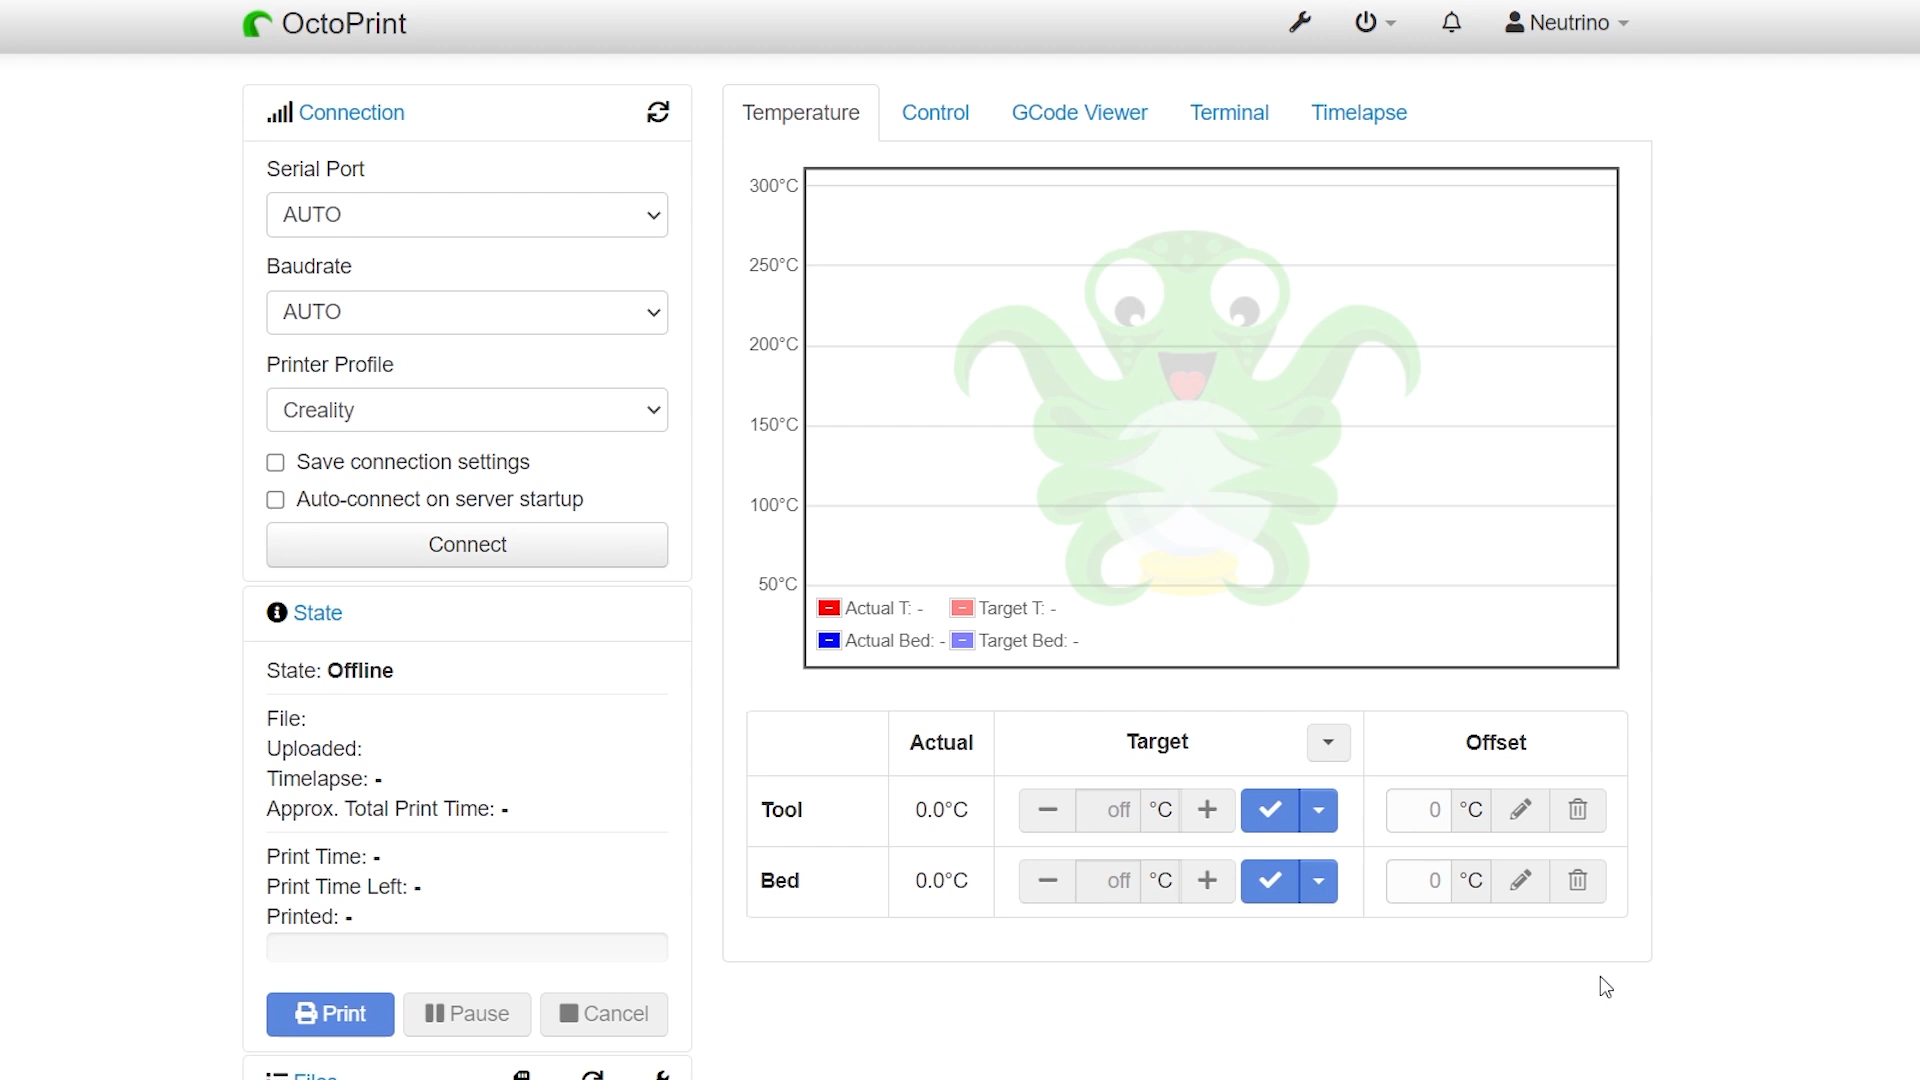 OctoPrint
Neutrino
Connection
Serial Port
AUTO
Baudrate
AUTO
Printer Profile
Creality
Save connection settings
Auto-connect on server startup
Connect
State
State: Offline
File:
Uploaded:
Timelapse: -
Approx. Total Print Time: -
Print Time: -
Print Time Left: -
Printed: -
Print Pause Cancel
Files
Temperature Control GCode Viewer Terminal Timelapse
300°C
250°C
200°C
150°C
100°C
50°C
Actual T: - Target T: -
Actual Bed: - Target Bed: -
Actual Target Offset
Tool 0.0°C off °C 0 °C
Bed 0.0°C off °C 0 °C